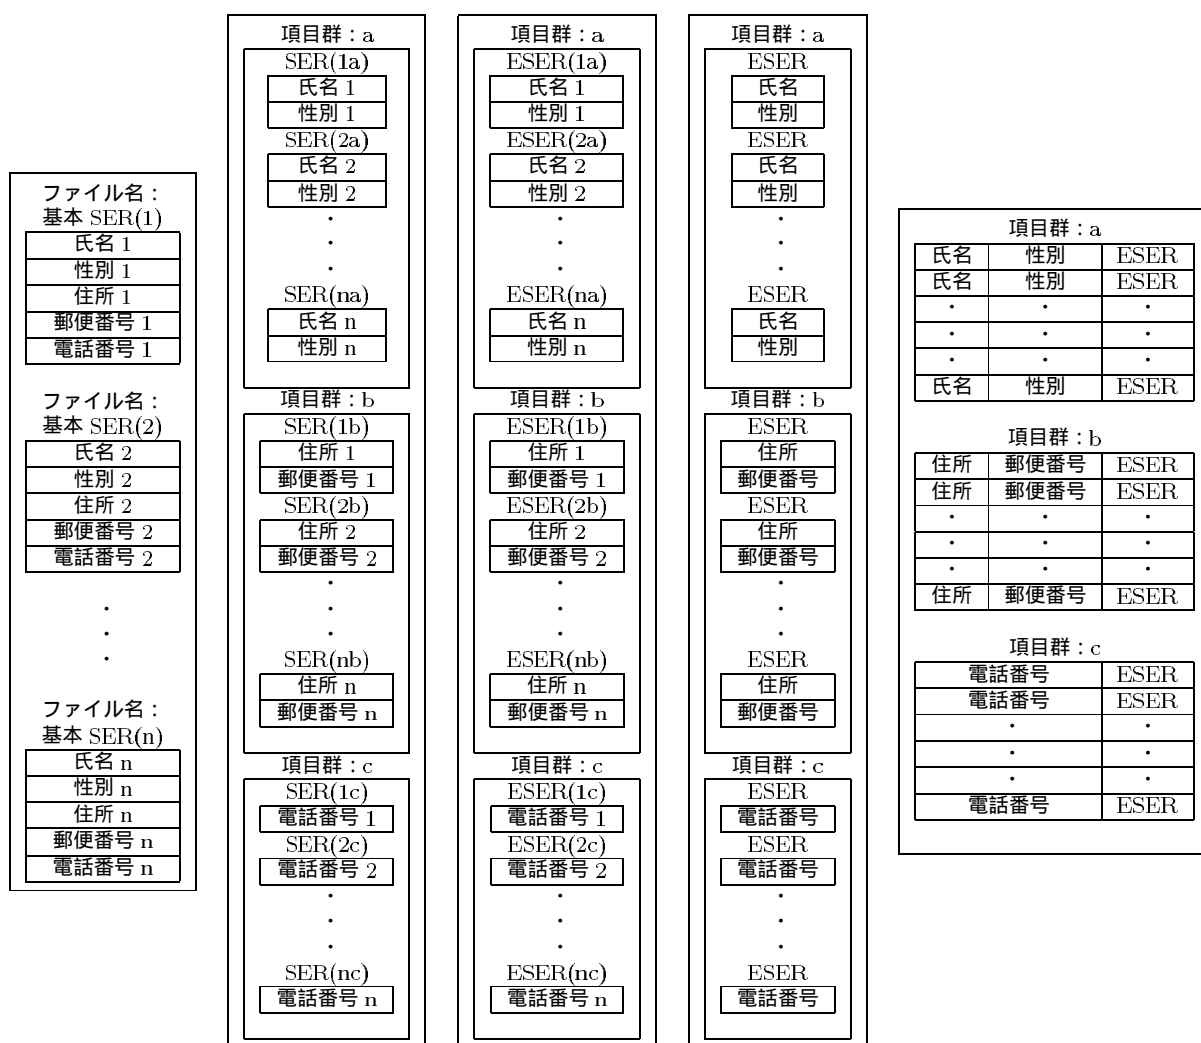 ファイル名：
基本 SER(1)
氏名 1
性別 1
住所 1
郵便番号 1
電話番号 1
ファイル名：
基本 SER(2)
氏名 2
性別 2
住所 2
郵便番号 2
電話番号 2
・
・
・
ファイル名：
基本 SER(n)
氏名 n
性別 n
住所 n
郵便番号 n
電話番号 n
項目群：a
SER(1a)
氏名 1
性別 1
SER(2a)
氏名 2
性別 2
・
・
・
SER(na)
氏名 n
性別 n
項目群：b
SER(1b)
住所 1
郵便番号 1
SER(2b)
住所 2
郵便番号 2
・
・
・
SER(nb)
住所 n
郵便番号 n
項目群：c
SER(1c)
電話番号 1
SER(2c)
電話番号 2
・
・
・
SER(nc)
電話番号 n
項目群：a
ESER(1a)
氏名 1
性別 1
ESER(2a)
氏名 2
性別 2
・
・
・
ESER(na)
氏名 n
性別 n
項目群：b
ESER(1b)
住所 1
郵便番号 1
ESER(2b)
住所 2
郵便番号 2
・
・
・
ESER(nb)
住所 n
郵便番号 n
項目群：c
ESER(1c)
電話番号 1
ESER(2c)
電話番号 2
・
・
・
ESER(nc)
電話番号 n
項目群：a
ESER
氏名
性別
ESER
氏名
性別
・
・
・
ESER
氏名
性別
項目群：b
ESER
住所
郵便番号
ESER
住所
郵便番号
・
・
・
ESER
住所
郵便番号
項目群：c
ESER
電話番号
ESER
電話番号
・
・
・
ESER
電話番号
項目群：a
氏名 性別 ESER
氏名 性別 ESER
・ ・ ・
・ ・ ・
・ ・ ・
氏名 性別 ESER
項目群：b
住所 郵便番号 ESER
住所 郵便番号 ESER
・ ・ ・
・ ・ ・
・ ・ ・
住所 郵便番号 ESER
項目群：c
電話番号 ESER
電話番号 ESER
・ ・
・ ・
・ ・
電話番号 ESER